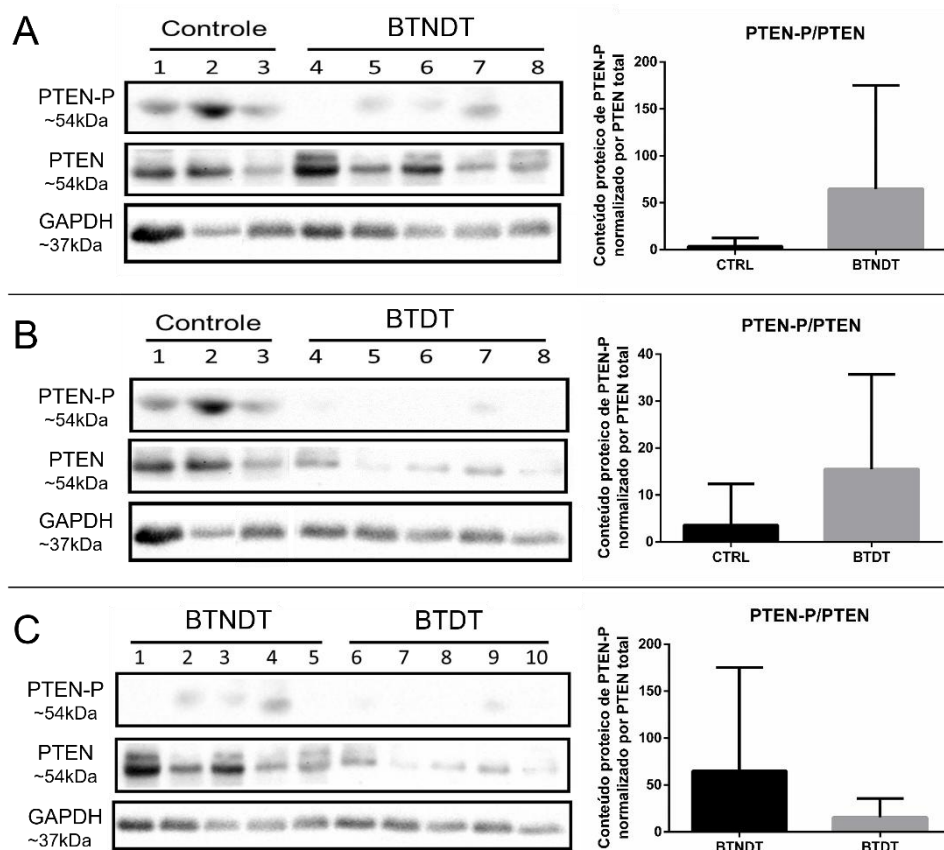 A
Controle
BTNDT
1 2 3 4 5 6 7 8
PTEN-P
~54kDa
PTEN
~54kDa
GAPDH
~37kDa
PTEN-P/PTEN
Conteúdo proteico de PTEN-P
normalizado por PTEN total
200
150
100
50
0
CTRL
BTNDT
B
Controle
BTDT
1 2 3 4 5 6 7 8
PTEN-P
~54kDa
PTEN
~54kDa
GAPDH
~37kDa
PTEN-P/PTEN
Conteúdo proteico de PTEN-P
normalizado por PTEN total
40
30
20
10
0
CTRL
BTDT
C
BTNDT
BTDT
1 2 3 4 5 6 7 8 9 10
PTEN-P
~54kDa
PTEN
~54kDa
GAPDH
~37kDa
PTEN-P/PTEN
Conteúdo proteico de PTEN-P
normalizado por PTEN total
200
150
100
50
0
BTNDT
BTDT